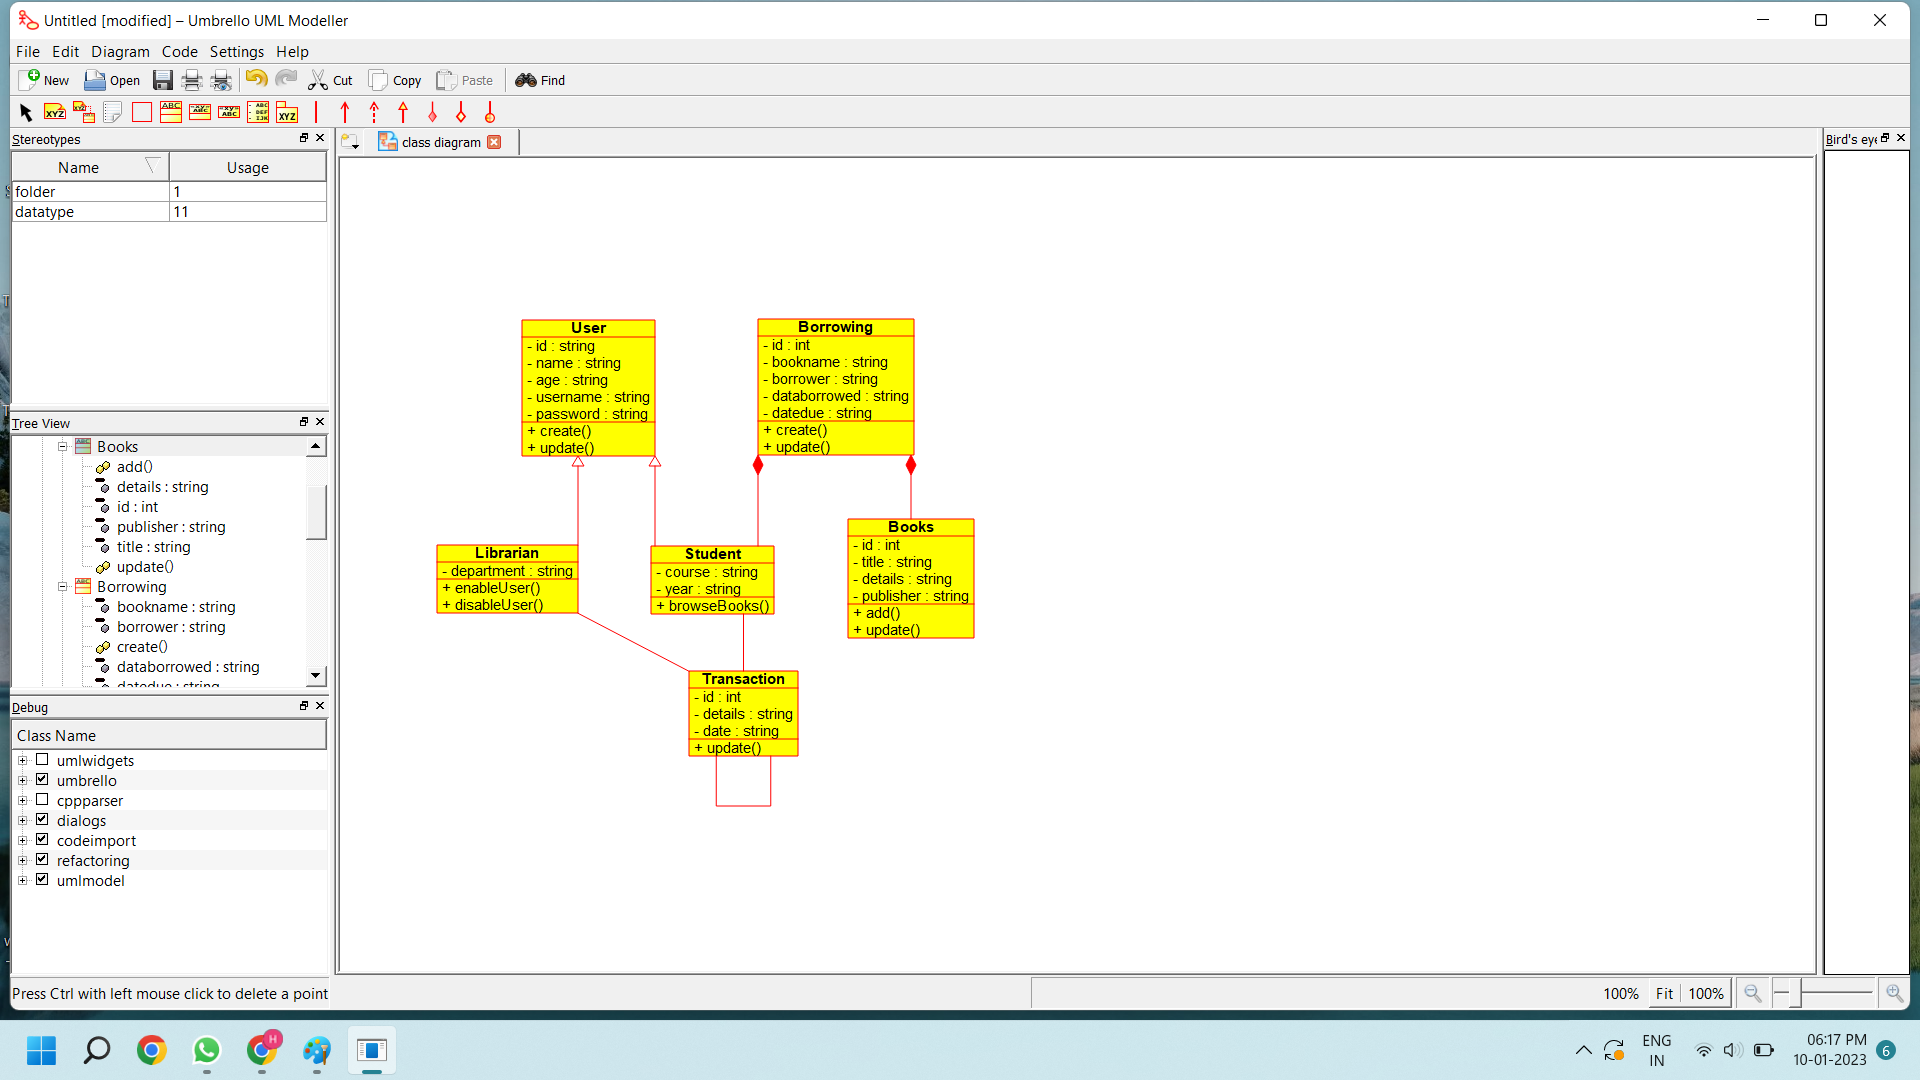 Untitled [modified] – Umbrello UML Modeller
File Edit Diagram Code Settings Help
New Open Cut Copy Paste Find
Stereotypes
Name Usage
folder 1
datatype 11
Tree View
Books
add()
details : string
id : int
publisher : string
title : string
update()
Borrowing
bookname : string
borrower : string
create()
databorrowed : string
datedue : string
Debug
Class Name
umlwidgets
umbrello
cppparser
dialogs
codeimport
refactoring
umlmodel
class diagram
Bird's eye
User
- id : string
- name : string
- age : string
- username : string
- password : string
+ create()
+ update()
Borrowing
- id : int
- bookname : string
- borrower : string
- databorrowed : string
- datedue : string
+ create()
+ update()
Librarian
- department : string
+ enableUser()
+ disableUser()
Student
- course : string
- year : string
+ browseBooks()
Books
- id : int
- title : string
- details : string
- publisher : string
+ add()
+ update()
Transaction
- id : int
- details : string
- date : string
+ update()
Press Ctrl with left mouse click to delete a point
100% Fit 100%
H
ENG
IN
06:17 PM
10-01-2023
6